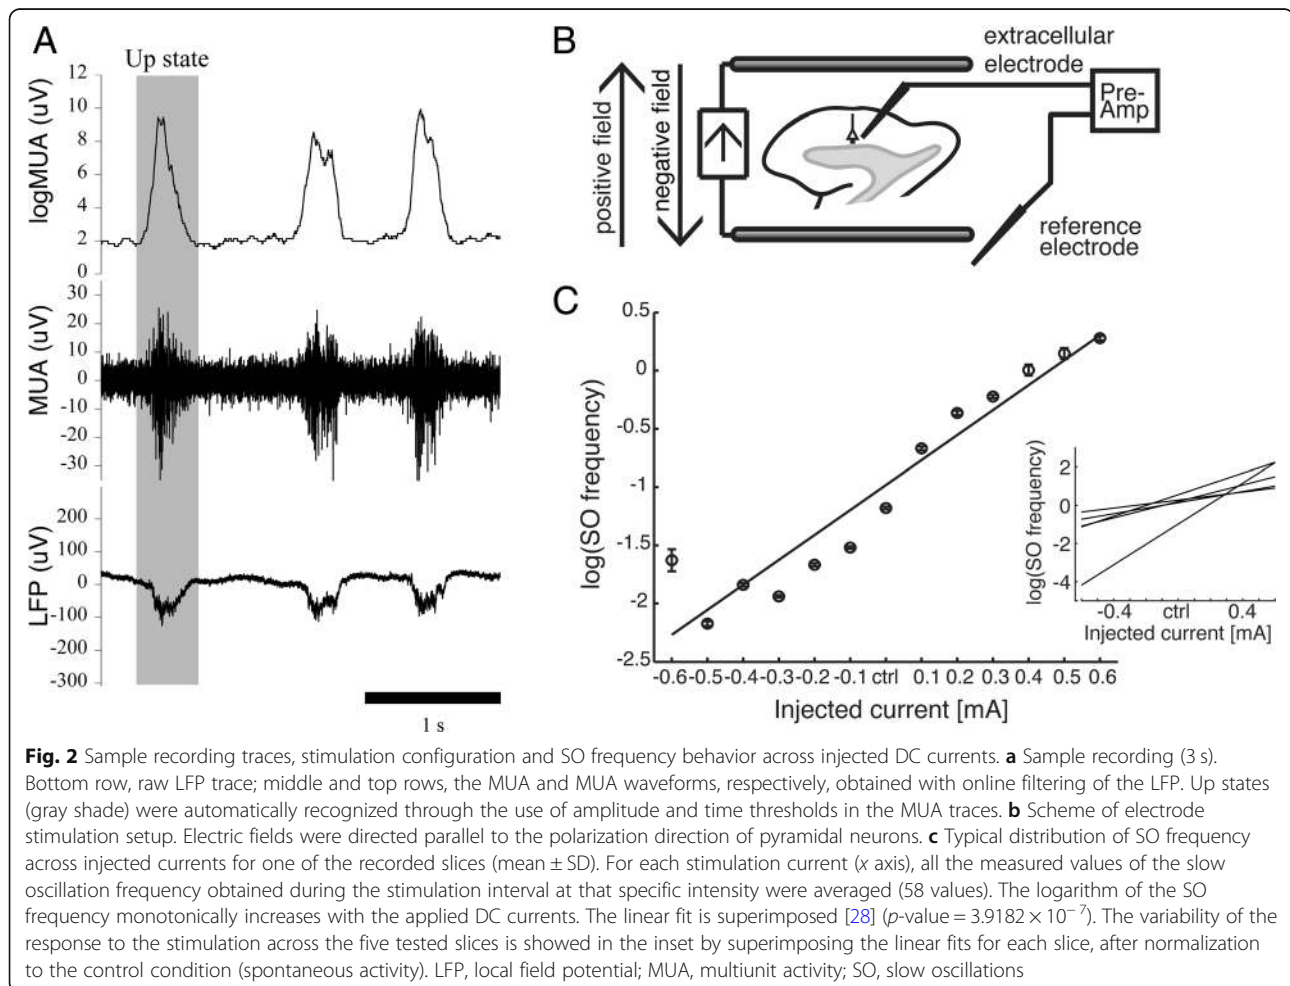 A
Up state
logMUA (uV)
12
10
8
6
4
2
0
MUA (uV)
30
20
10
0
-10
-20
-30
LFP (uV)
200
100
0
-100
-200
-300
1 s
B
positive field
negative field
extracellular
electrode
Pre-
Amp
reference
electrode
C
log(SO frequency)
0.5
0
-0.5
-1
-1.5
-2
-2.5
-0.6 -0.5 -0.4 -0.3 -0.2 -0.1 ctrl 0.1 0.2 0.3 0.4 0.5 0.6
Injected current [mA]
log(SO frequency)
2
0
-2
-4
-0.4 ctrl 0.4
Injected current [mA]
Fig. 2 Sample recording traces, stimulation configuration and SO frequency behavior across injected DC currents. a Sample recording (3 s).
Bottom row, raw LFP trace; middle and top rows, the MUA and MUA waveforms, respectively, obtained with online filtering of the LFP. Up states
(gray shade) were automatically recognized through the use of amplitude and time thresholds in the MUA traces. b Scheme of electrode
stimulation setup. Electric fields were directed parallel to the polarization direction of pyramidal neurons. c Typical distribution of SO frequency
across injected currents for one of the recorded slices (mean ± SD). For each stimulation current (x axis), all the measured values of the slow
oscillation frequency obtained during the stimulation interval at that specific intensity were averaged (58 values). The logarithm of the SO
frequency monotonically increases with the applied DC currents. The linear fit is superimposed [28] (p-value = 3.9182 × 10⁻⁷). The variability of the
response to the stimulation across the five tested slices is showed in the inset by superimposing the linear fits for each slice, after normalization
to the control condition (spontaneous activity). LFP, local field potential; MUA, multiunit activity; SO, slow oscillations